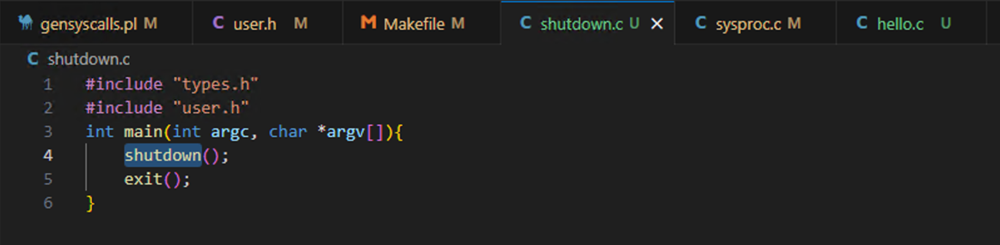 gensyscalls.pl M C user.h M M Makefile M C shutdown.c U × C sysproc.c M C hello.c U
C shutdown.c
1 #include "types.h"
2 #include "user.h"
3 int main(int argc, char *argv[]){
4 shutdown();
5 exit();
6 }